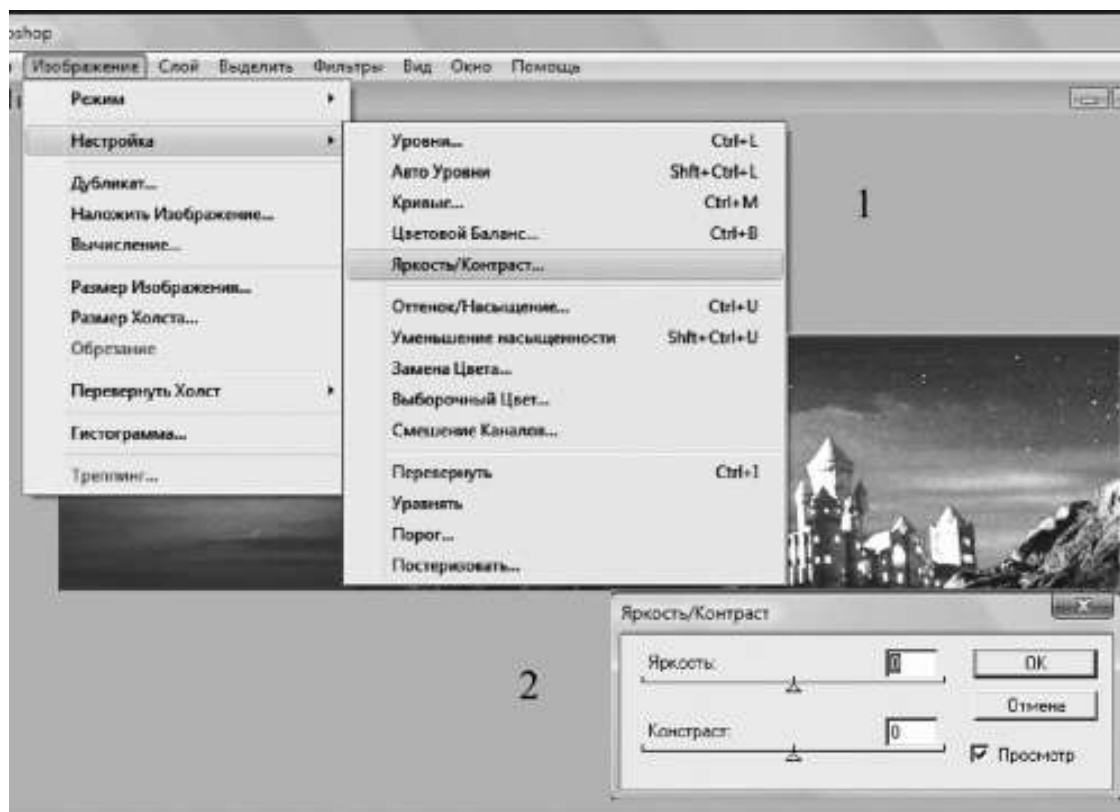 oshop
Изображение Слой Выделить Фильтры Вид Окно Помощь
Режим
Настройка
Дубликат...
Наложить Изображение...
Вычисление...
Размер Изображения...
Размер Холста...
Обрезание
Перевернуть Холст
Гистограмма...
Треппинг...
Уровни... Ctrl+L
Авто Уровни Shft+Ctrl+L
Кривые... Ctrl+M
Цветовой Баланс... Ctrl+B
Яркость/Контраст...
Оттенок/Насыщение... Ctrl+U
Уменьшение насыщенности Shft+Ctrl+U
Замена Цвета...
Выборочный Цвет...
Смешение Каналов...
Перевернуть Ctrl+I
Уравнять
Порог...
Постеризовать...
1
2
Яркость/Контраст
Яркость: 0
Констраст: 0
OK
Отмена
Просмотр